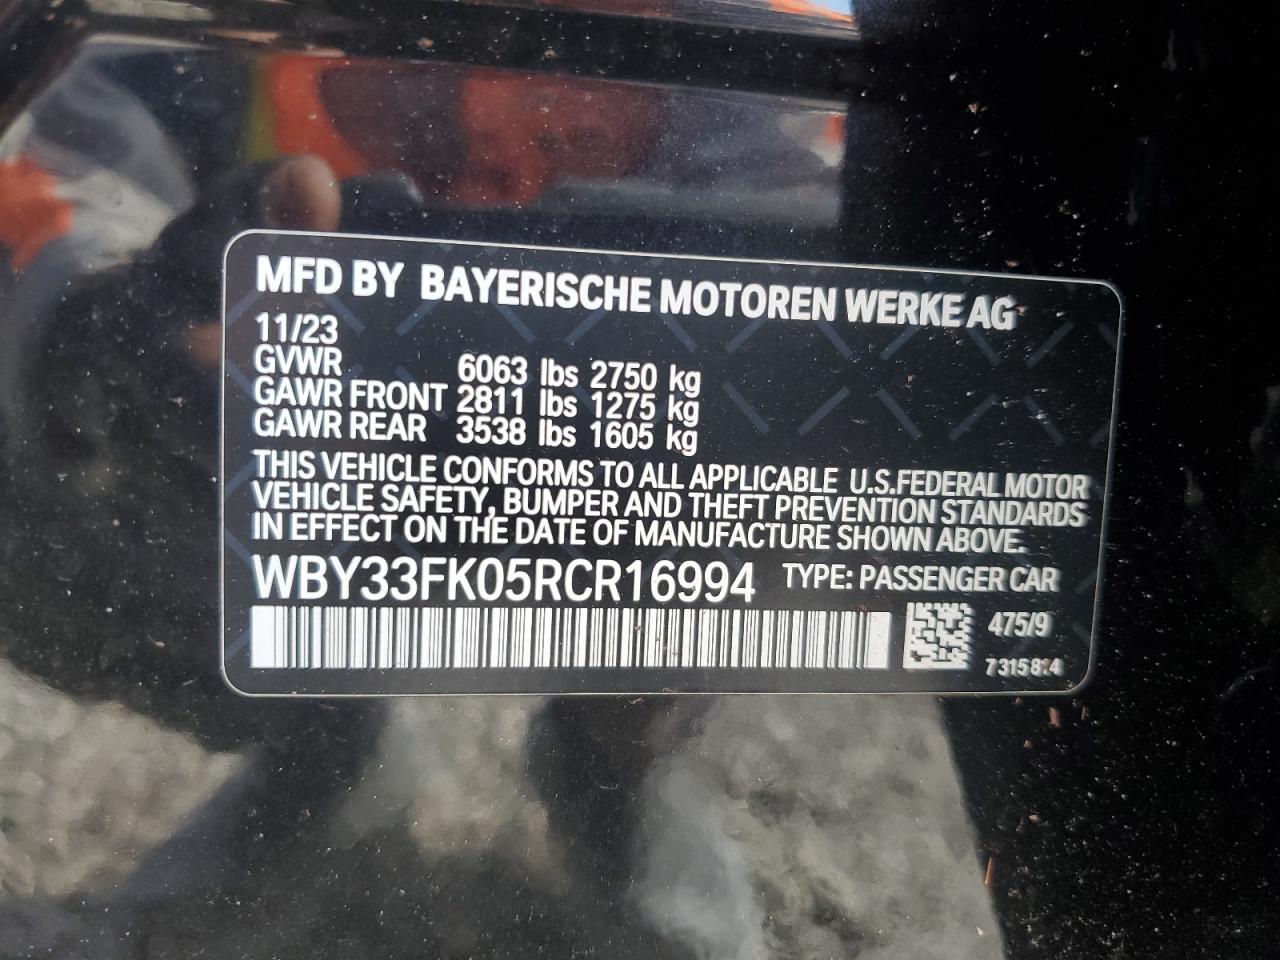 MFD BY BAYERISCHE MOTOREN WERKE AG
11/23
GVWR 6063 lbs 2750 kg
GAWR FRONT 2811 lbs 1275 kg
GAWR REAR 3538 lbs 1605 kg
THIS VEHICLE CONFORMS TO ALL APPLICABLE U.S.FEDERAL MOTOR
VEHICLE SAFETY, BUMPER AND THEFT PREVENTION STANDARDS
IN EFFECT ON THE DATE OF MANUFACTURE SHOWN ABOVE.
WBY33FK05RCR16994 TYPE: PASSENGER CAR
475/9